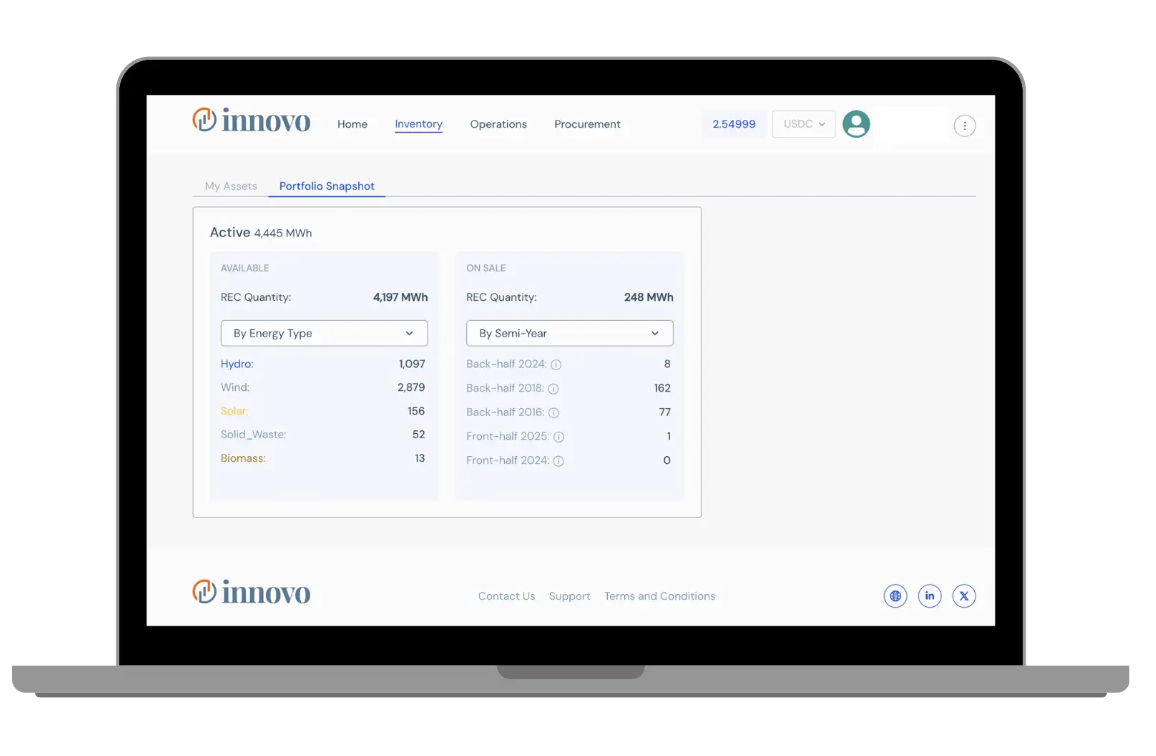 innovo Home Inventory Operations Procurement 2.54999 USDC
My Assets Portfolio Snapshot
Active 4,445 MWh
AVAILABLE
REC Quantity: 4,197 MWh
By Energy Type
Hydro: 1,097
Wind: 2,879
Solar: 156
Solid_Waste: 52
Biomass: 13
ON SALE
REC Quantity: 248 MWh
By Semi-Year
Back-half 2024: 8
Back-half 2018: 162
Back-half 2016: 77
Front-half 2025: 1
Front-half 2024: 0
innovo Contact Us Support Terms and Conditions in X